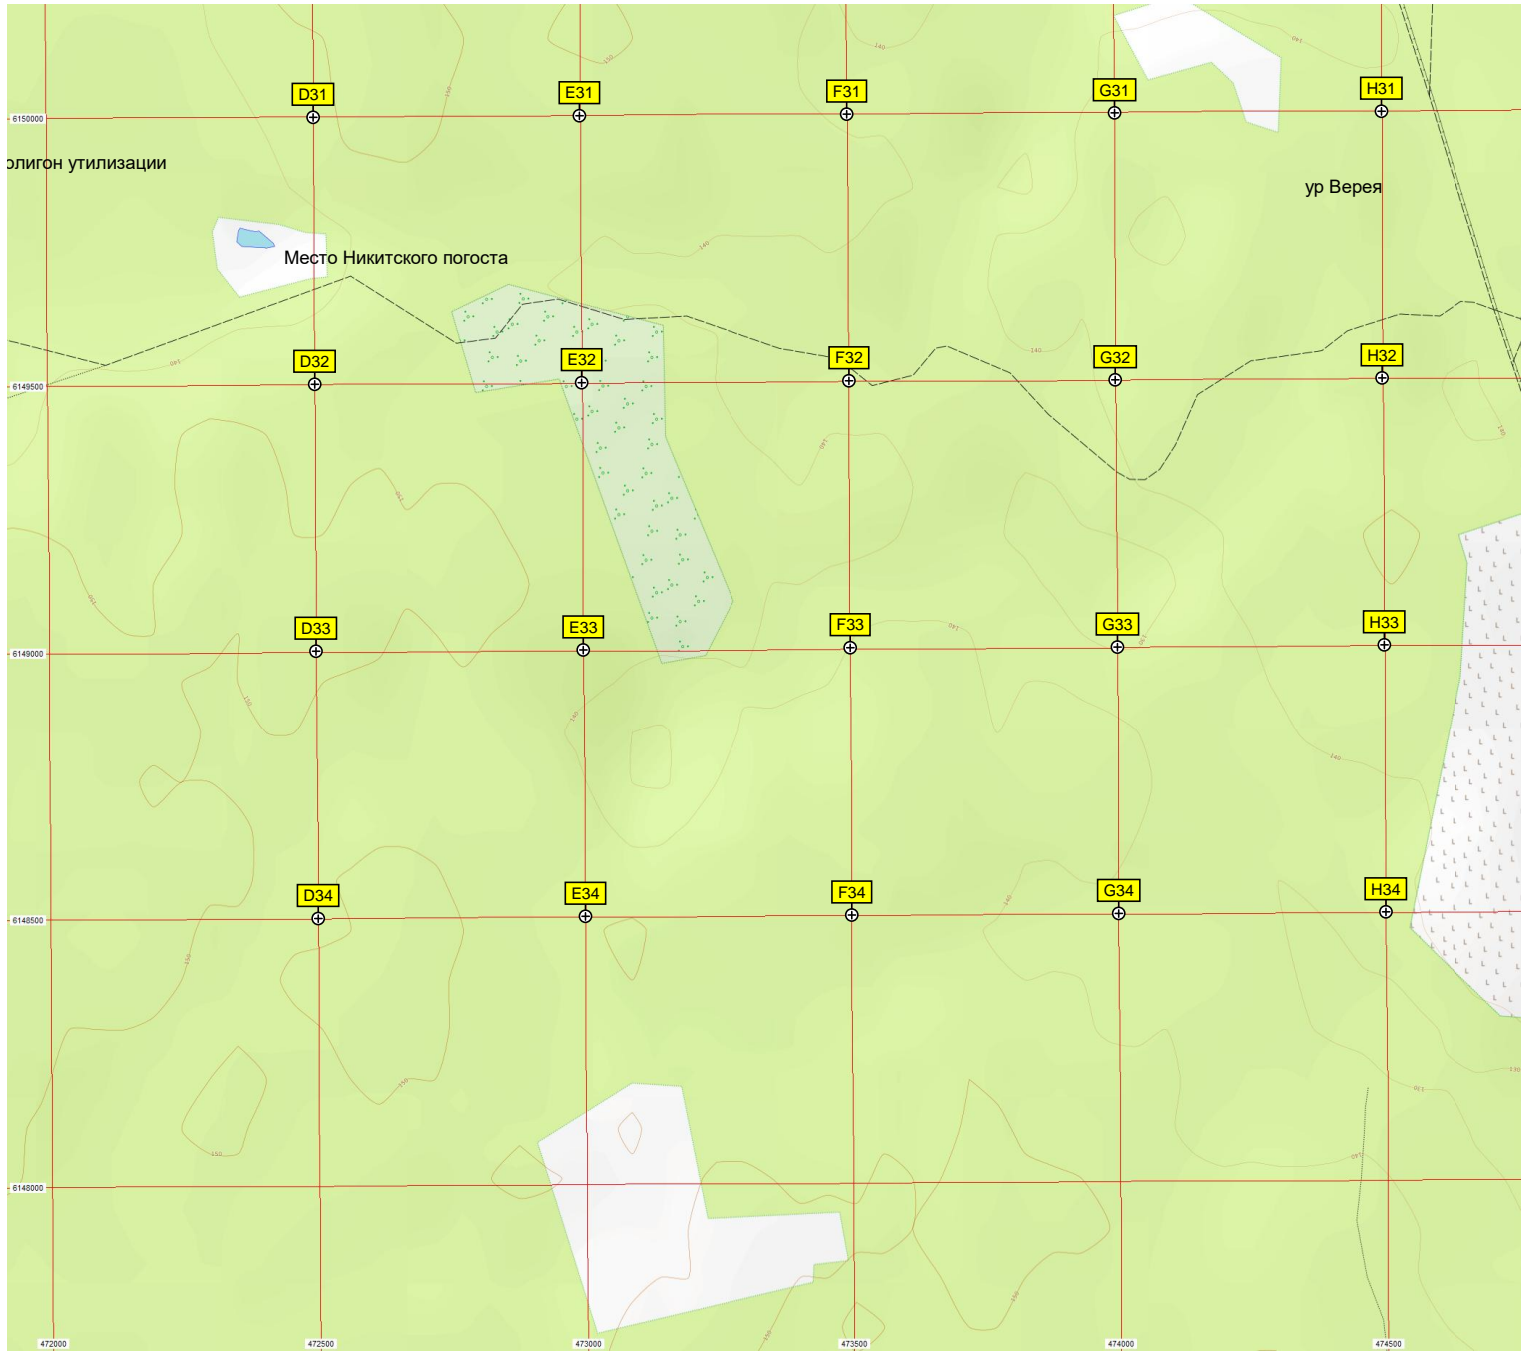 D31
E31
F31
G31
H31
6150000
олигон утилизации
ур Верея
Место Никитского погоста
D32
E32
F32
G32
H32
6149500
D33
E33
F33
G33
H33
6149000
D34
E34
F34
G34
H34
6148500
6148000
472000
472500
473000
473500
474000
474500